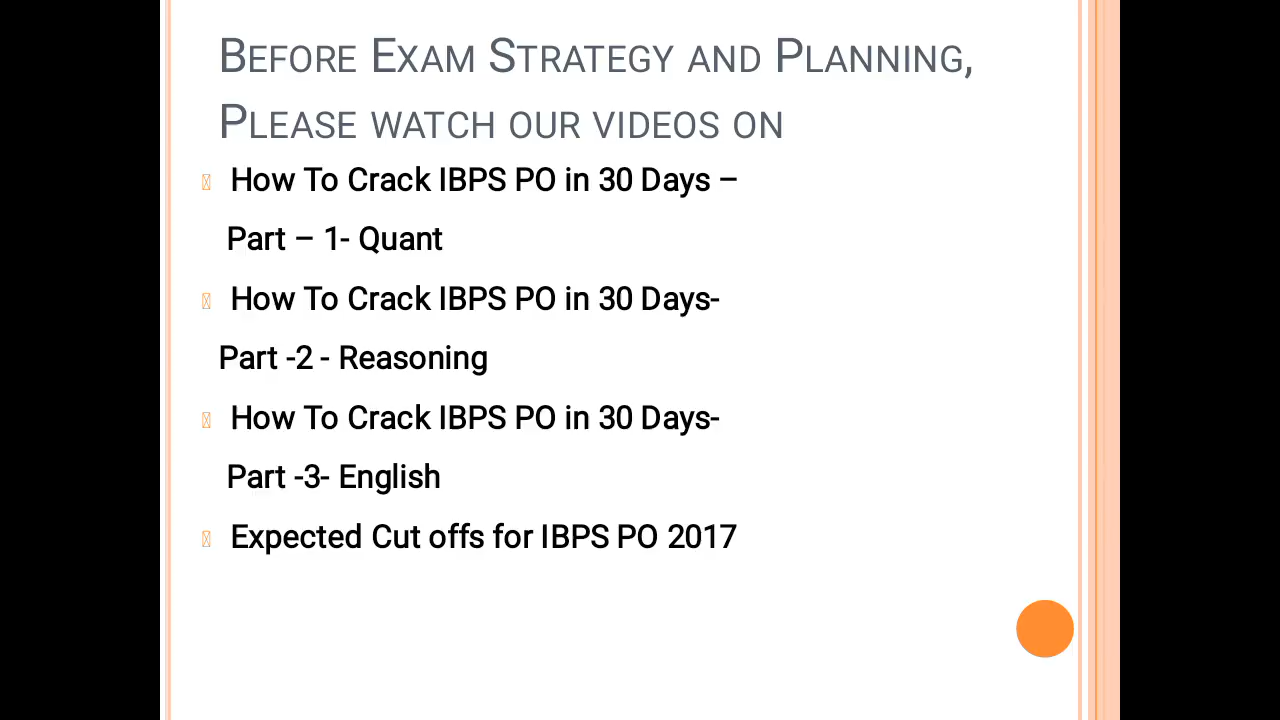 Before Exam Strategy and Planning,
Please watch our videos on
How To Crack IBPS PO in 30 Days –
Part – 1- Quant
How To Crack IBPS PO in 30 Days-
Part -2 - Reasoning
How To Crack IBPS PO in 30 Days-
Part -3- English
Expected Cut offs for IBPS PO 2017